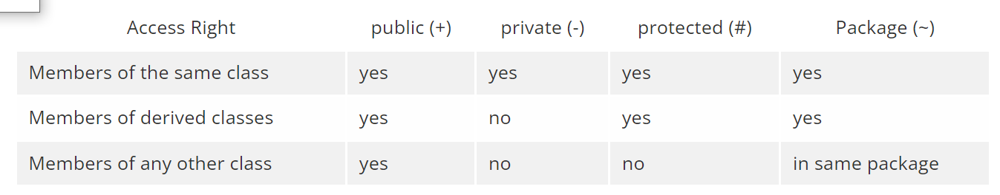 Access Right public (+) private (-) protected (#) Package (~)
Members of the same class yes yes yes yes
Members of derived classes yes no yes yes
Members of any other class yes no no in same package